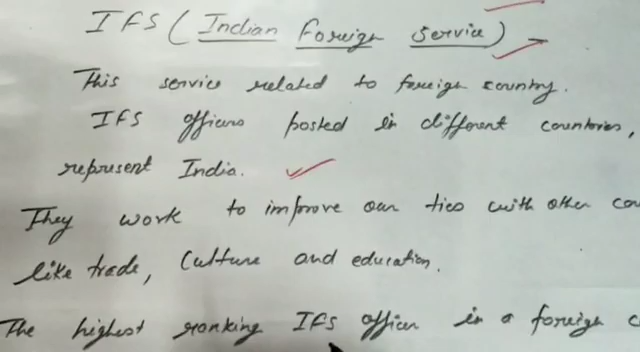 IFS (Indian Foreign Service)
This service related to foreign country.
IFS officers posted in different countries,
represent India.
They work to improve our ties with other cou
like trade, Culture and education.
The highest ranking IFS officer in a foreign c